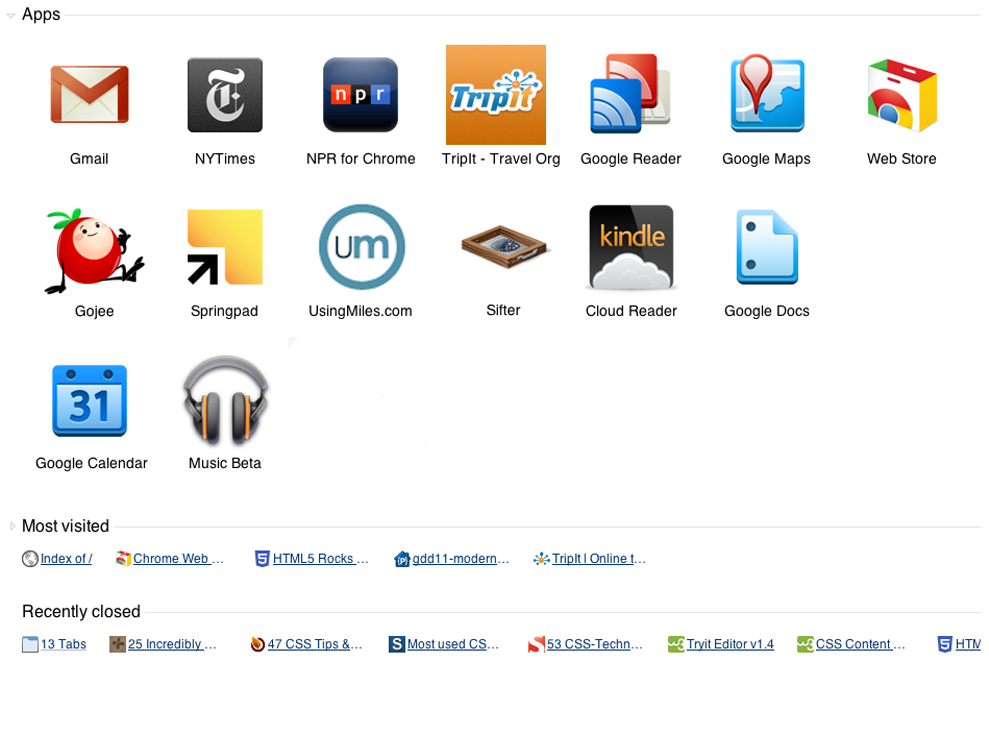 Apps
npr TripIt
Gmail NYTimes NPR for Chrome TripIt - Travel Org Google Reader Google Maps Web Store
um kindle
Gojee Springpad UsingMiles.com Sifter Cloud Reader Google Docs
31
Google Calendar Music Beta
Most visited
Index of / Chrome Web ... HTML5 Rocks ... gdd11-modern... TripIt | Online t...
Recently closed
13 Tabs 25 Incredibly ... 47 CSS Tips &... Most used CS... 53 CSS-Techn... Tryit Editor v1.4 CSS Content ... HTM